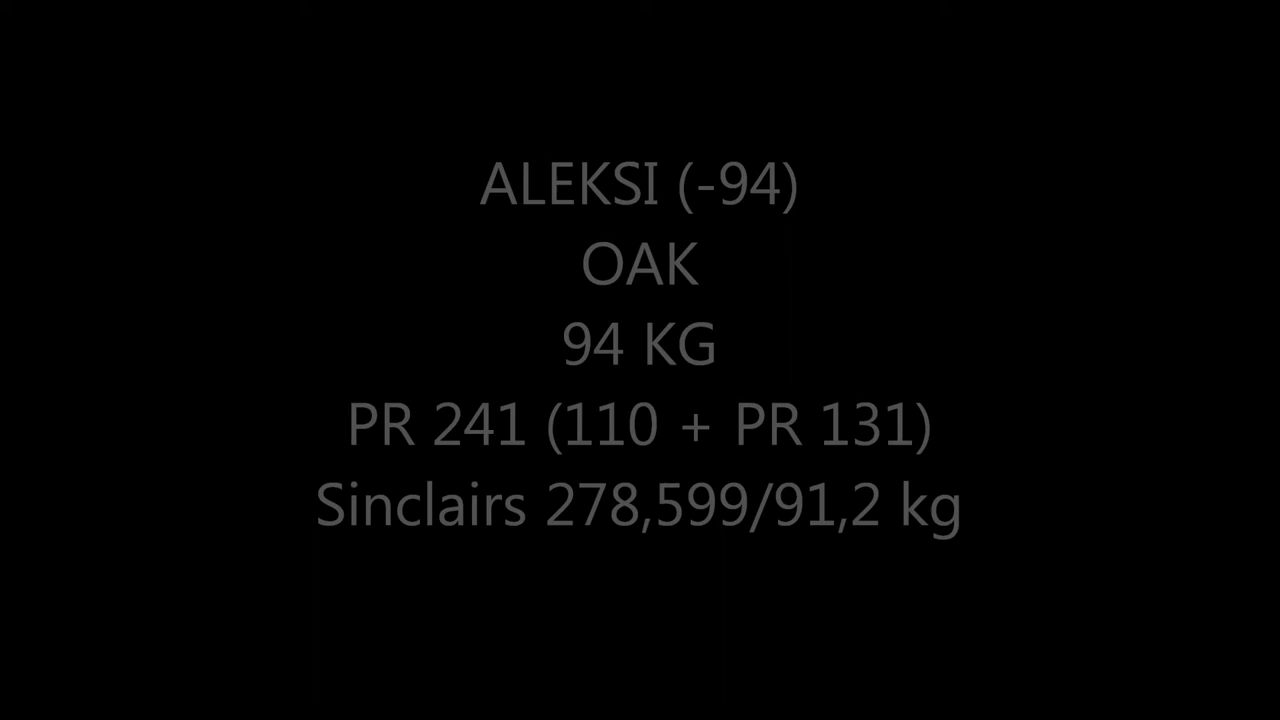 ALEKSI (-94)
OAK
94 KG
PR 241 (110 + PR 131)
Sinclairs 278,599/91,2 kg